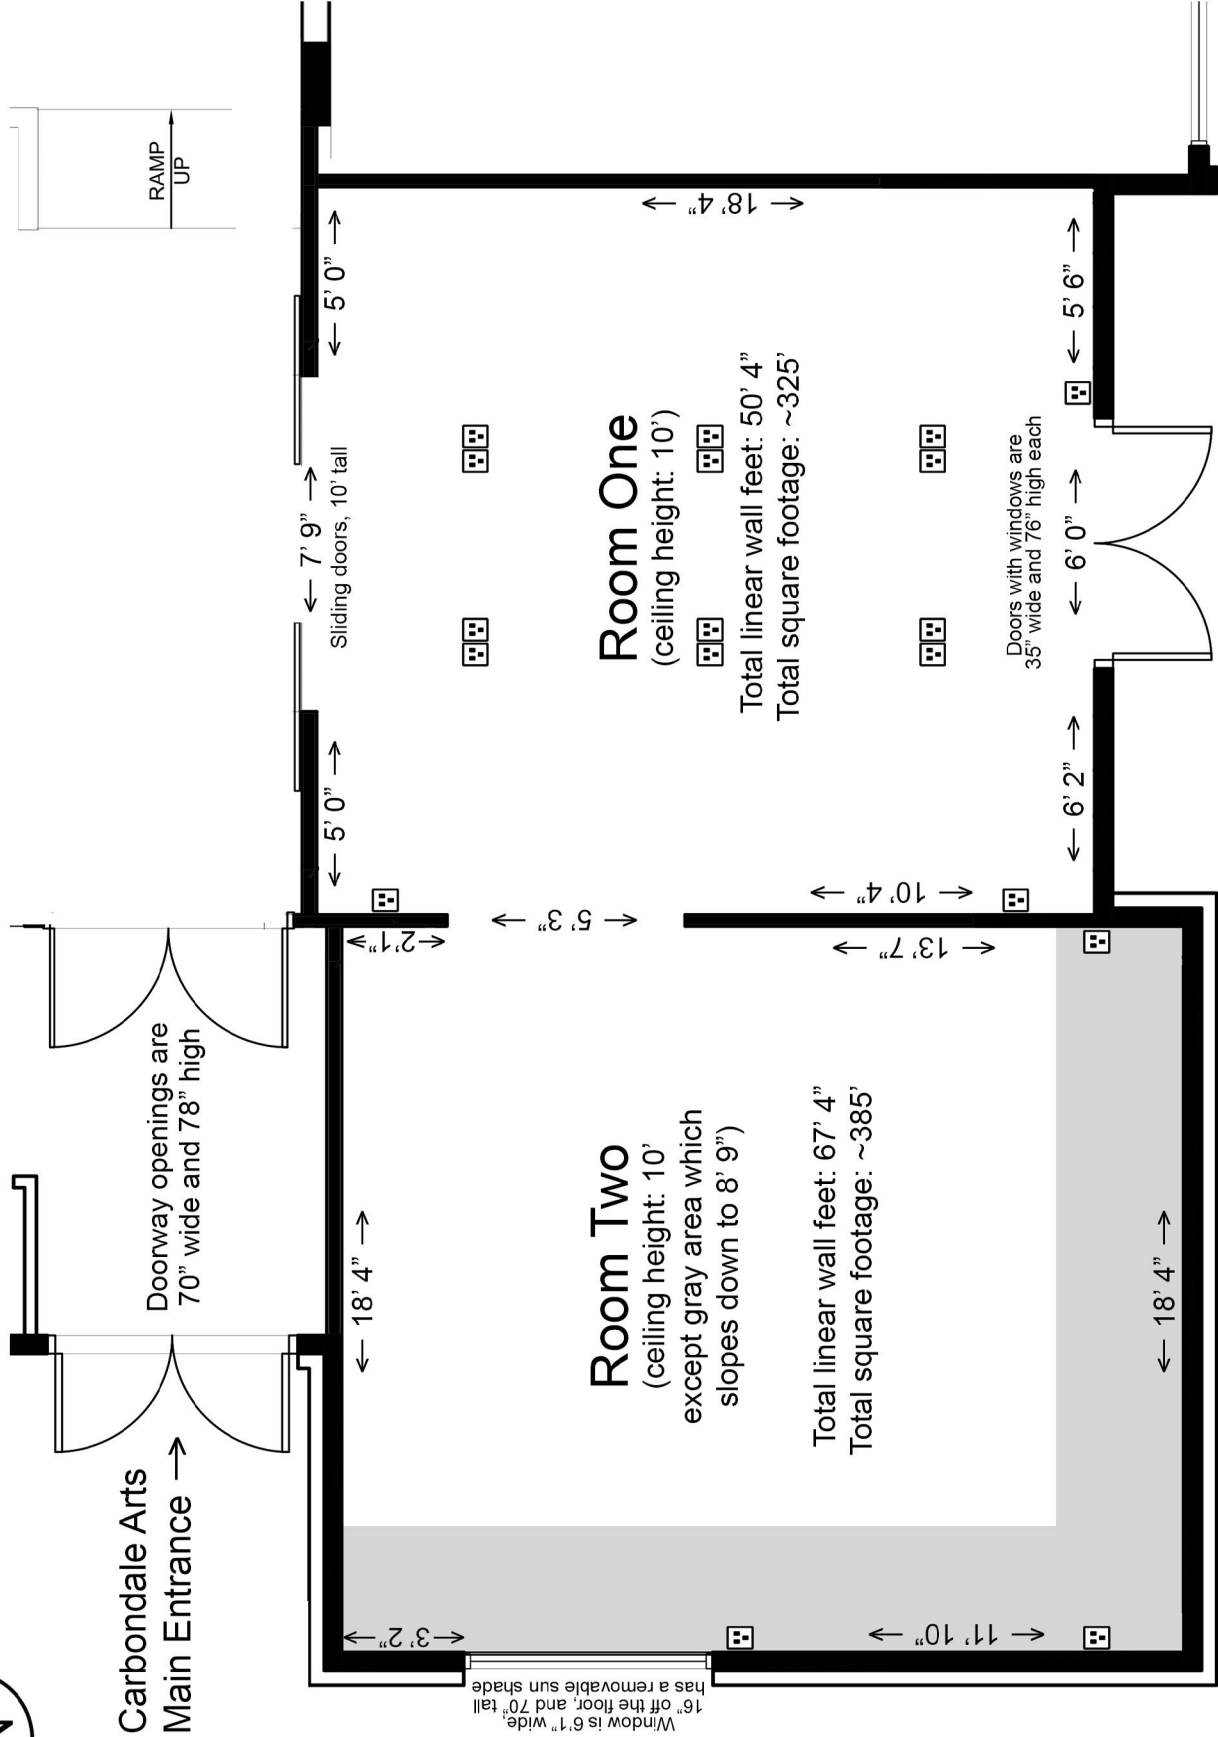 N
Carbondale Arts
Main Entrance →
Doorway openings are
70” wide and 78” high
RAMP
UP
← 5’ 0” →
← 7’ 9” →
Sliding doors, 10’ tall
← 5’ 0” →
← 18’ 4” →
Room One
(ceiling height: 10’)
Total linear wall feet: 50’ 4”
Total square footage: ~325’
Doors with windows are
35” wide and 76” high each
← 6’ 2” →
← 6’ 0” →
← 5’ 6” →
← 10’ 4” →
← 5’ 3” →
←2’1”→
← 13’ 7” →
← 18’ 4” →
Room Two
(ceiling height: 10’
except gray area which
slopes down to 8’ 9”)
Total linear wall feet: 67’ 4”
Total square footage: ~385’
← 18’ 4” →
←3’ 2”→
← 11’ 10” →
Window is 6’1” wide,
16” off the floor, and 70” tall
has a removable sun shade